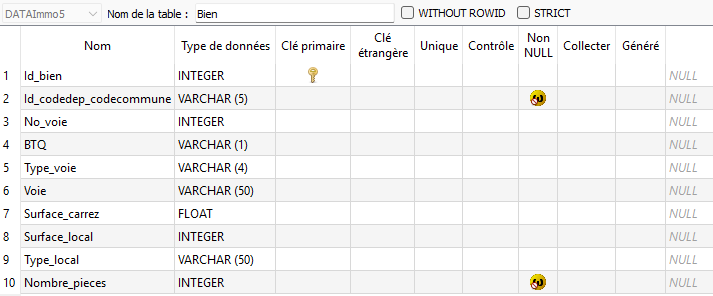 DATAImmo5 Nom de la table : Bien WITHOUT ROWID STRICT
Nom Type de données Clé primaire Clé étrangère Unique Contrôle Non NULL Collecter Généré
1 Id_bien INTEGER NULL
2 Id_codedep_codecommune VARCHAR (5) NULL
3 No_voie INTEGER NULL
4 BTQ VARCHAR (1) NULL
5 Type_voie VARCHAR (4) NULL
6 Voie VARCHAR (50) NULL
7 Surface_carrez FLOAT NULL
8 Surface_local INTEGER NULL
9 Type_local VARCHAR (50) NULL
10 Nombre_pieces INTEGER NULL